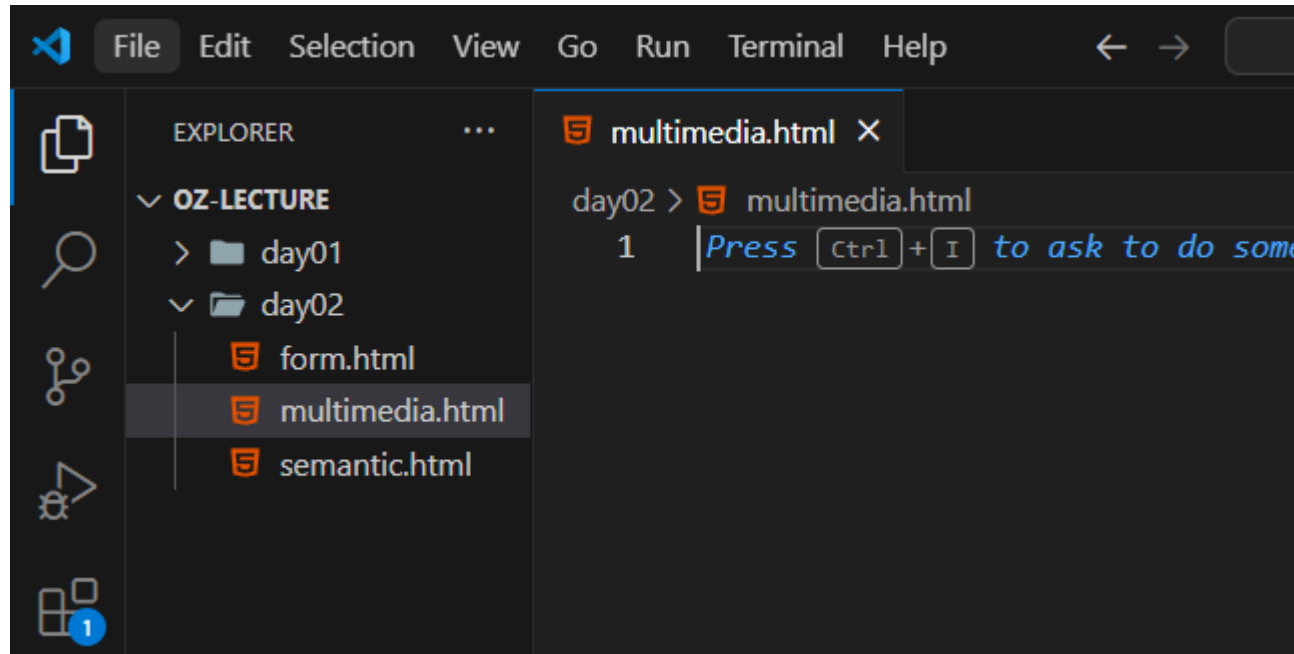 File Edit Selection View Go Run Terminal Help
EXPLORER ...
multimedia.html
OZ-LECTURE
day02 > multimedia.html
1 Press Ctrl+I to ask to do
day01
day02
form.html
multimedia.html
semantic.html
1